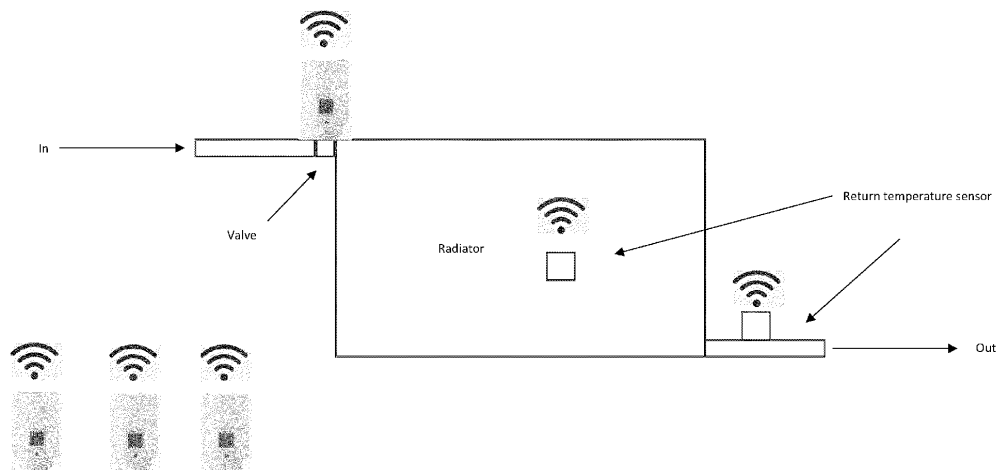 In
Return temperature sensor
Valve
Radiator
Out